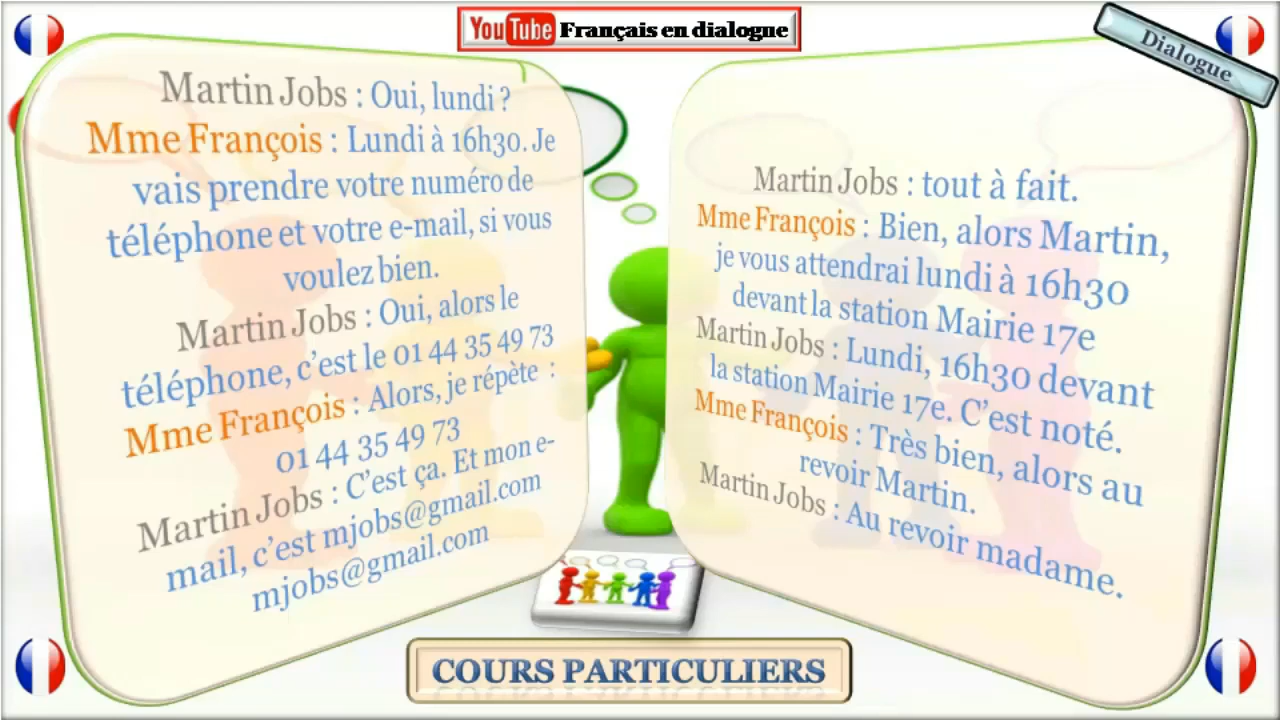 YouTube Français en dialogue
Dialogue
Martin Jobs : Oui, lundi ?
Mme François : Lundi à 16h30. Je
vais prendre votre numéro de
téléphone et votre e-mail, si vous
voulez bien.
Martin Jobs : Oui, alors le
téléphone, c'est le 01 44 35 49 73
Mme François : Alors, je répète :
01 44 35 49 73
Martin Jobs : C'est ça. Et mon e-
mail, c'est mjobs@gmail.com
mjobs@gmail.com
Martin Jobs : tout à fait.
Mme François : Bien, alors Martin,
je vous attendrai lundi à 16h30
devant la station Mairie 17e
Martin Jobs : Lundi, 16h30 devant
la station Mairie 17e. C'est noté.
Mme François : Très bien, alors au
revoir Martin.
Martin Jobs : Au revoir madame.
COURS PARTICULIERS